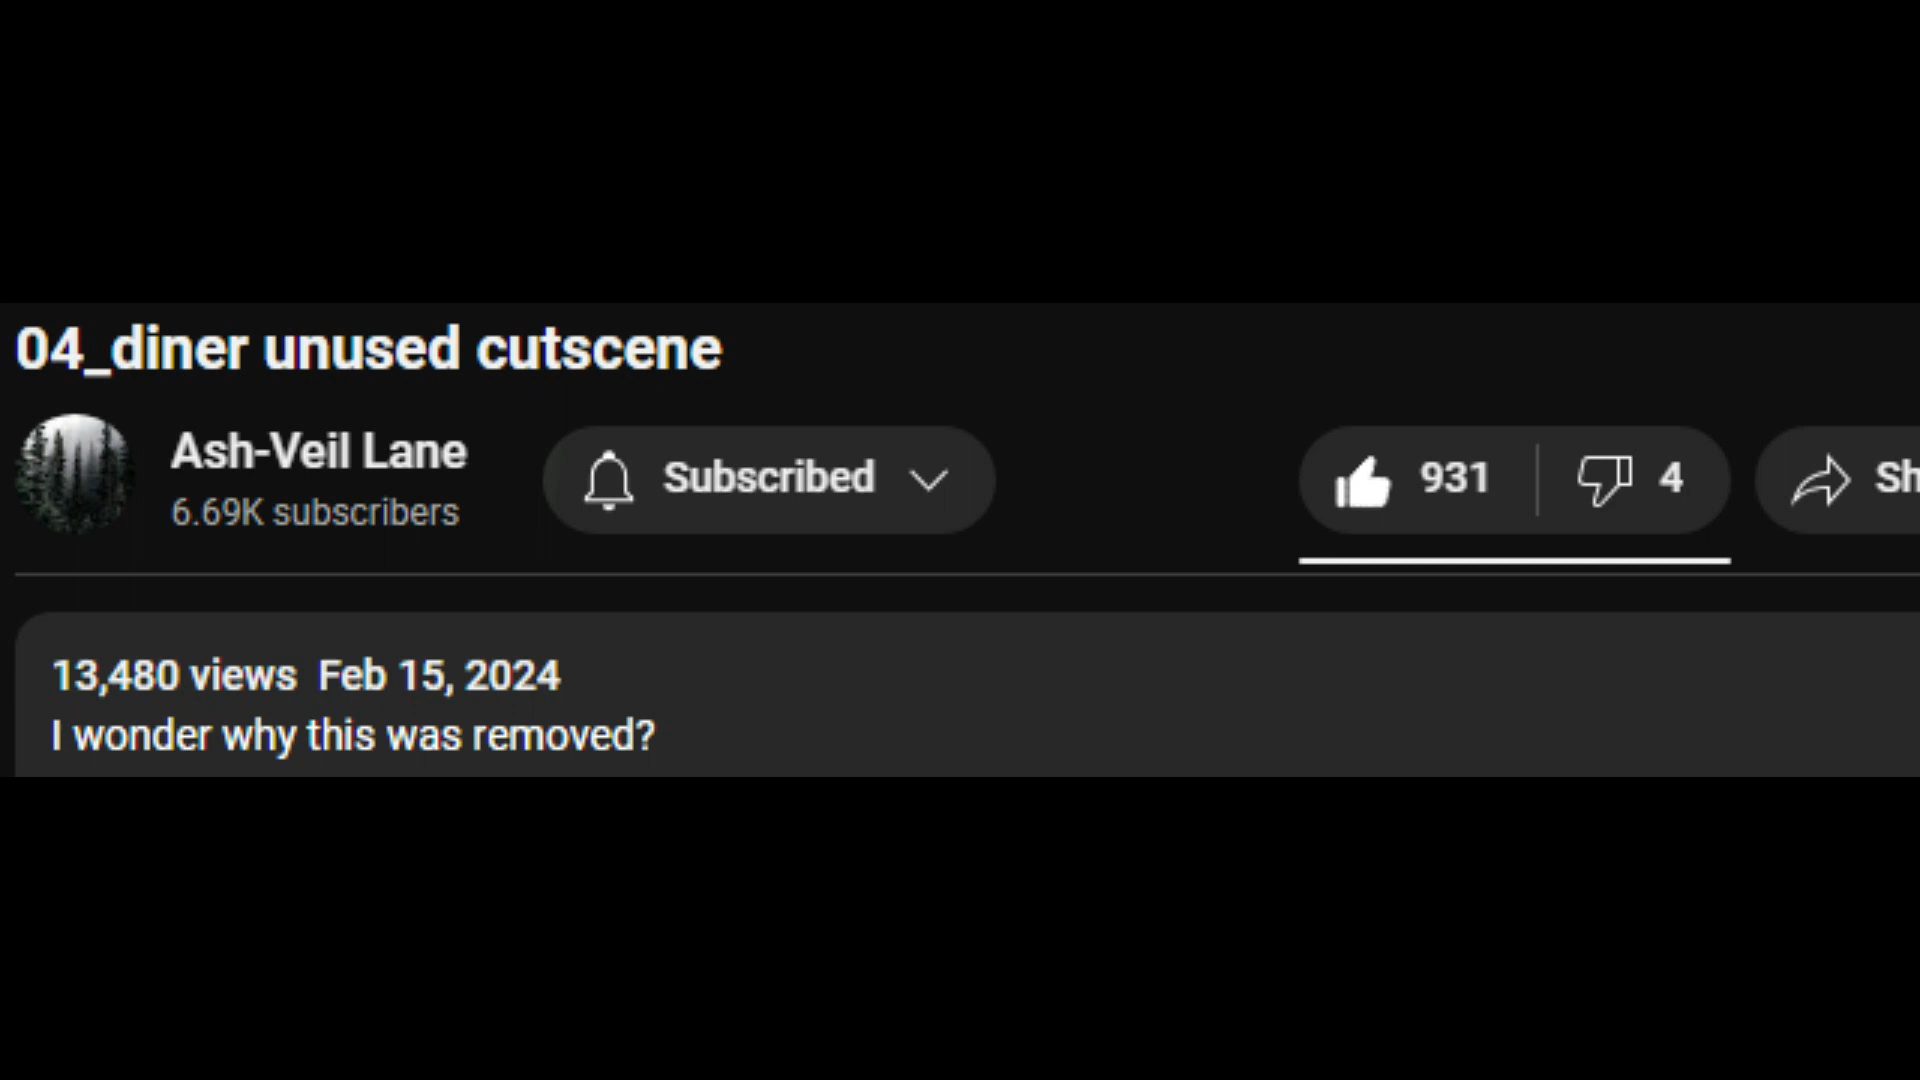 04_diner unused cutscene
Ash-Veil Lane
6.69K subscribers
Subscribed
931
4
Sh
13,480 views  Feb 15, 2024
I wonder why this was removed?